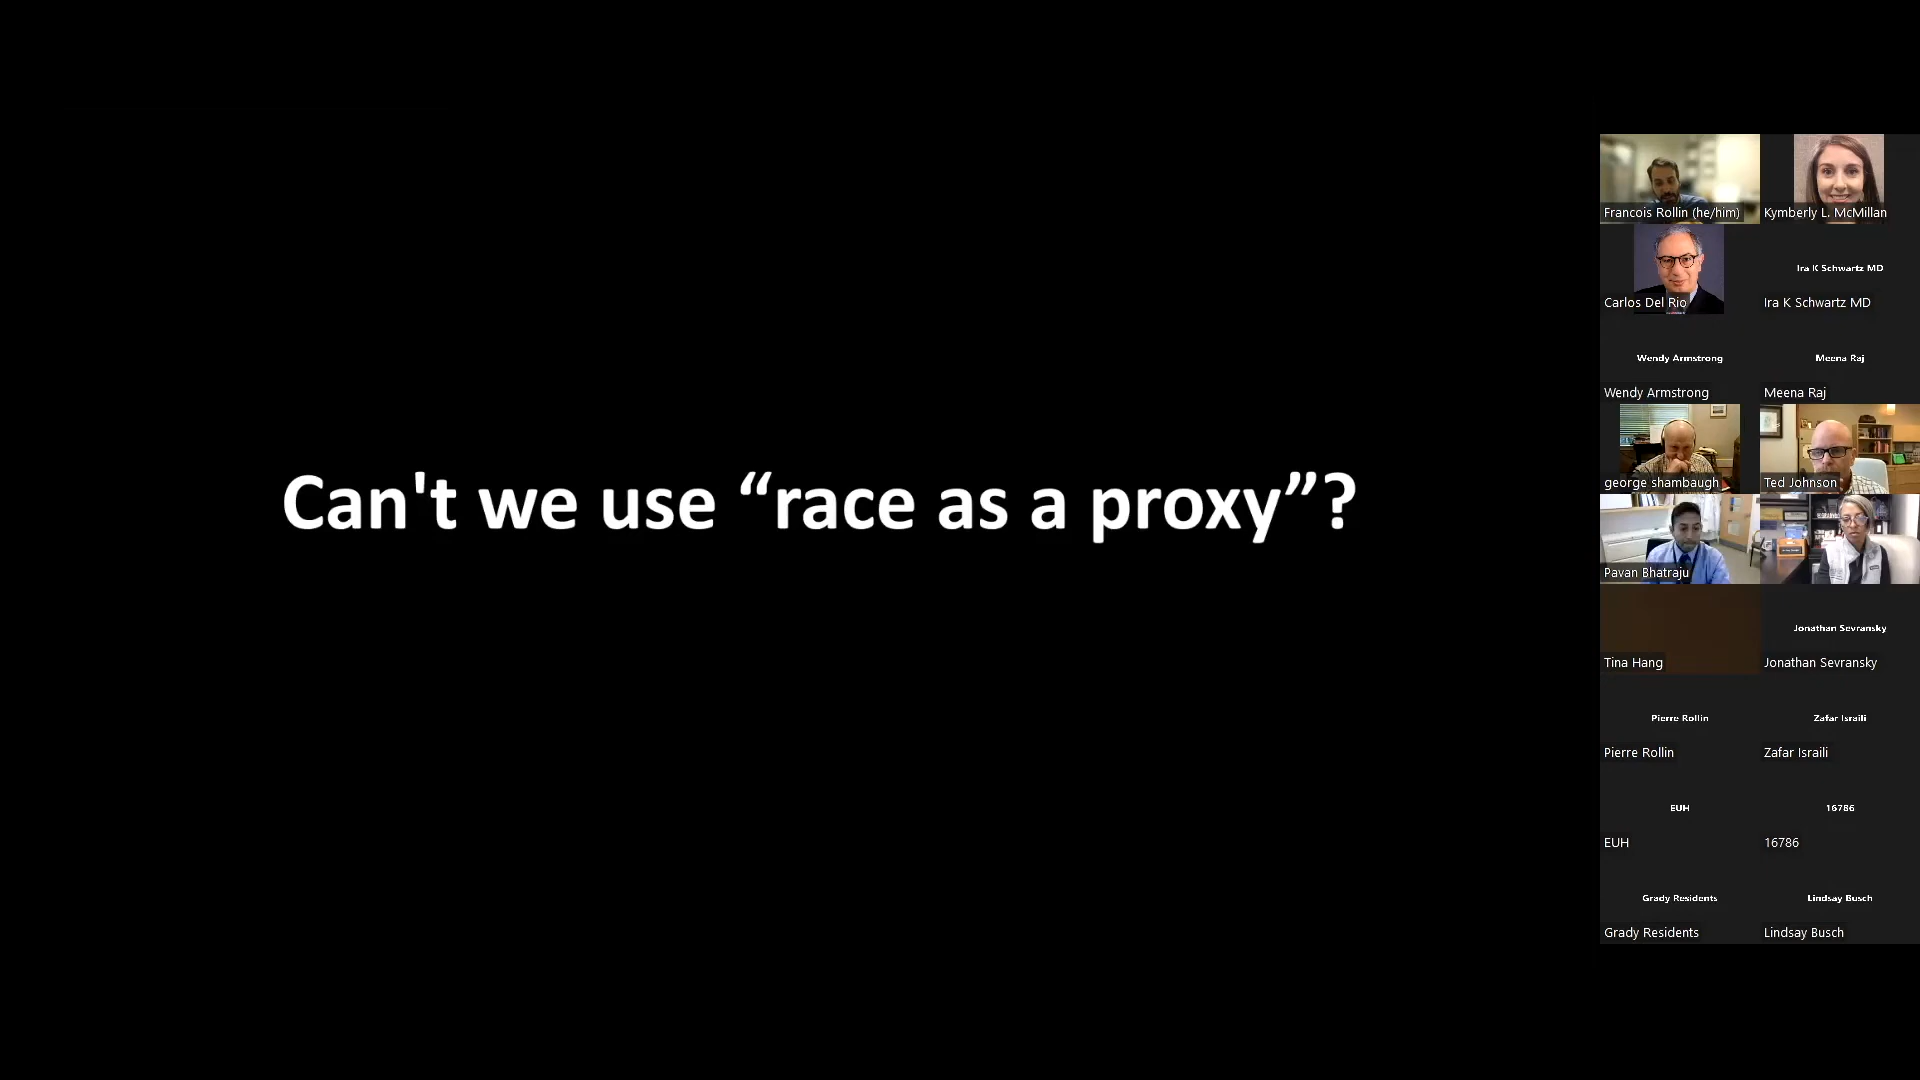 Can't we use “race as a proxy”?
Francois Rollin (he/him)
Kymberly L. McMillan
Carlos Del Rio
Ira K Schwartz MD
Ira K Schwartz MD
Wendy Armstrong
Wendy Armstrong
Meena Raj
Meena Raj
george shambaugh
Ted Johnson
Pavan Bhatraju
Tina Hang
Jonathan Sevransky
Jonathan Sevransky
Pierre Rollin
Pierre Rollin
Zafar Israili
Zafar Israili
EUH
EUH
16786
16786
Grady Residents
Grady Residents
Lindsay Busch
Lindsay Busch